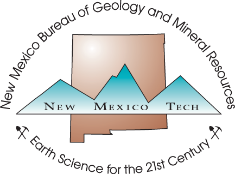 New Mexico Bureau of Geology and Mineral Resources
NEW MEXICO TECH
Earth Science for the 21st Century